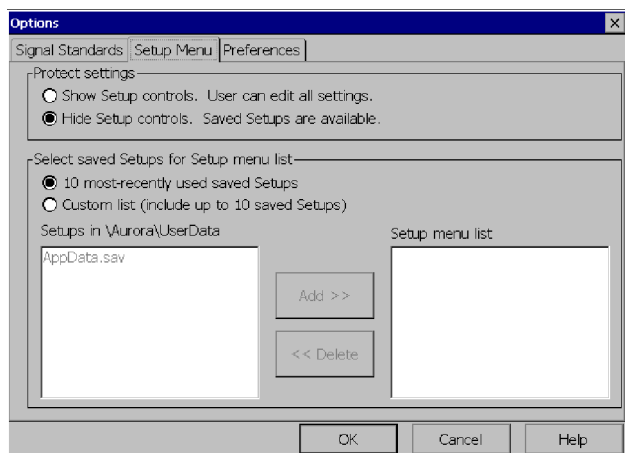 Options
Signal Standards Setup Menu Preferences
Protect settings
Show Setup controls. User can edit all settings.
Hide Setup controls. Saved Setups are available.
Select saved Setups for Setup menu list
10 most-recently used saved Setups
Custom list (include up to 10 saved Setups)
Setups in \Aurora\UserData
Setup menu list
AppData.sav
Add >>
<< Delete
OK Cancel Help